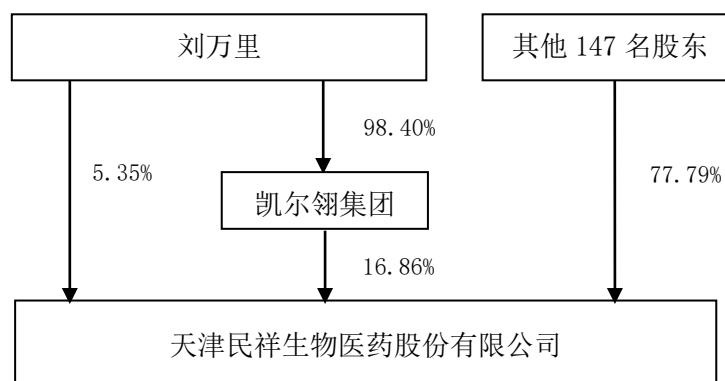 刘万里
其他 147 名股东
98.40%
5.35%
77.79%
凯尔翎集团
16.86%
天津民祥生物医药股份有限公司